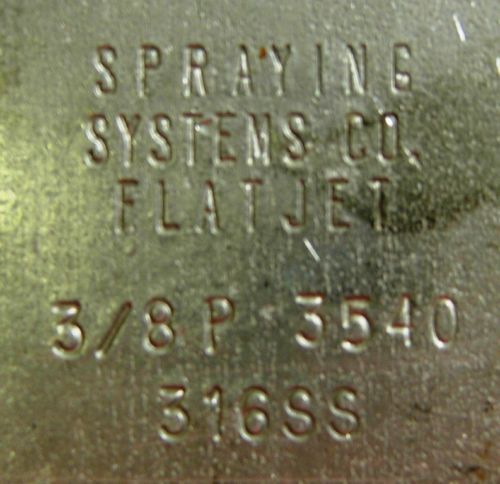 SPRAYING
SYSTEMS CO.
FLATJET
3/8 P 3540
316SS